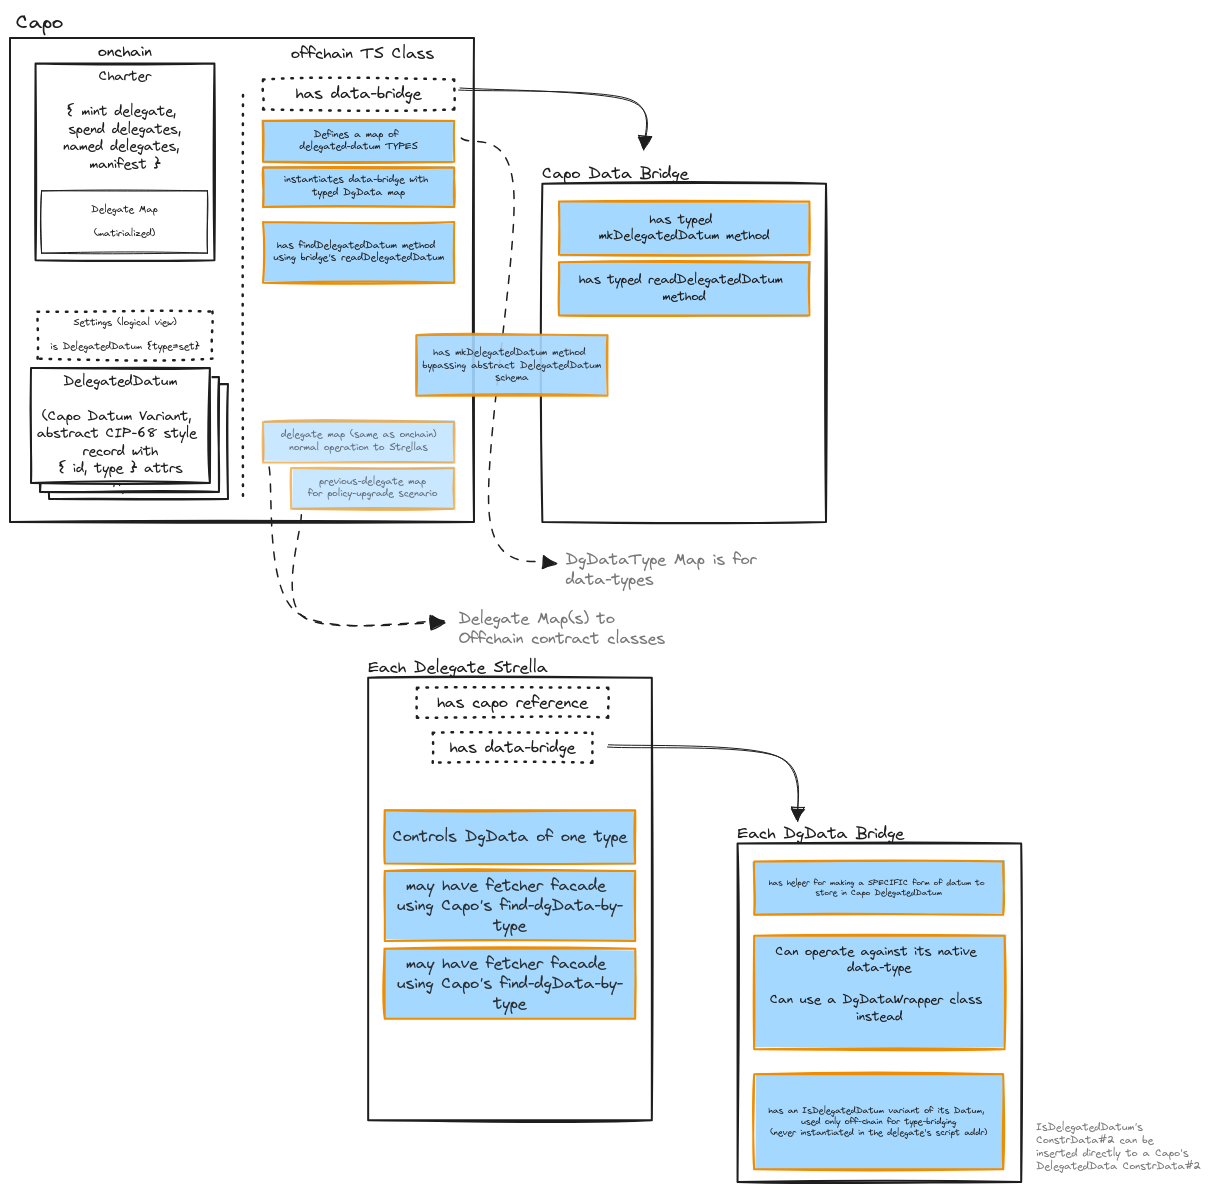 Capo
onchain
offchain TS Class
Charter
{ mint delegate,
spend delegates,
named delegates,
manifest }
Delegate Map
(matirialized)
Settings (logical view)
is DelegatedDatum {type=set}
DelegatedDatum
(Capo Datum Variant,
abstract CIP-68 style
record with
{ id, type } attrs
has data-bridge
Defines a map of
delegated-datum TYPES
instantiates data-bridge with
typed DgData map
has findDelegatedDatum method
using bridge's readDelegatedDatum
has mkDelegatedDatum method
bypassing abstract DelegatedDatum
schema
delegate map (same as onchain)
normal operation to Strellas
previous-delegate map
for policy-upgrade scenario
Capo Data Bridge
has typed
mkDelegatedDatum method
has typed readDelegatedDatum
method
DgDataType Map is for
data-types
Delegate Map(s) to
Offchain contract classes
Each Delegate Strella
has capo reference
has data-bridge
Controls DgData of one type
may have fetcher facade
using Capo's find-dgData-by-
type
may have fetcher facade
using Capo's find-dgData-by-
type
Each DgData Bridge
has helper for making a SPECIFIC form of datum to
store in Capo DelegatedDatum
Can operate against its native
data-type
Can use a DgDataWrapper class
instead
has an IsDelegatedDatum variant of its Datum,
used only off-chain for type-bridging
(never instantiated in the delegate's script addr)
IsDelegatedDatum's
ConstrData#2 can be
inserted directly to a Capo's
DelegatedData ConstrData#2